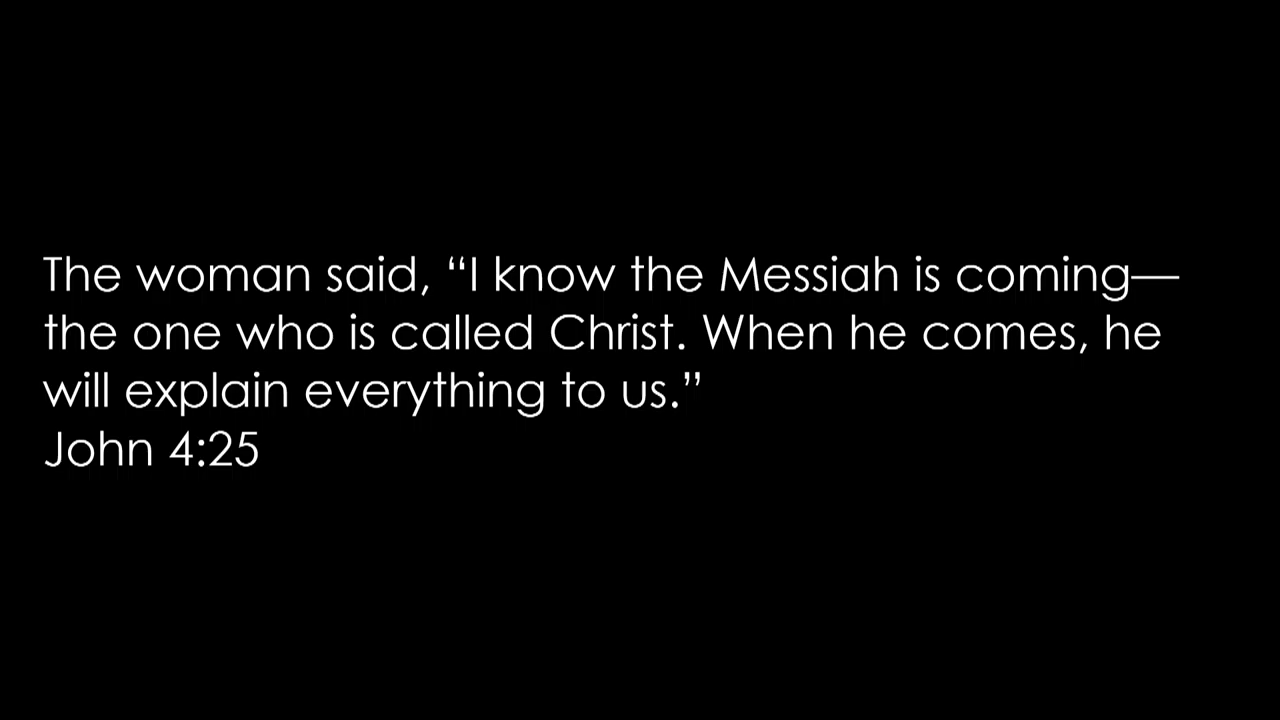 The woman said, “I know the Messiah is coming—
the one who is called Christ. When he comes, he
will explain everything to us.”
John 4:25